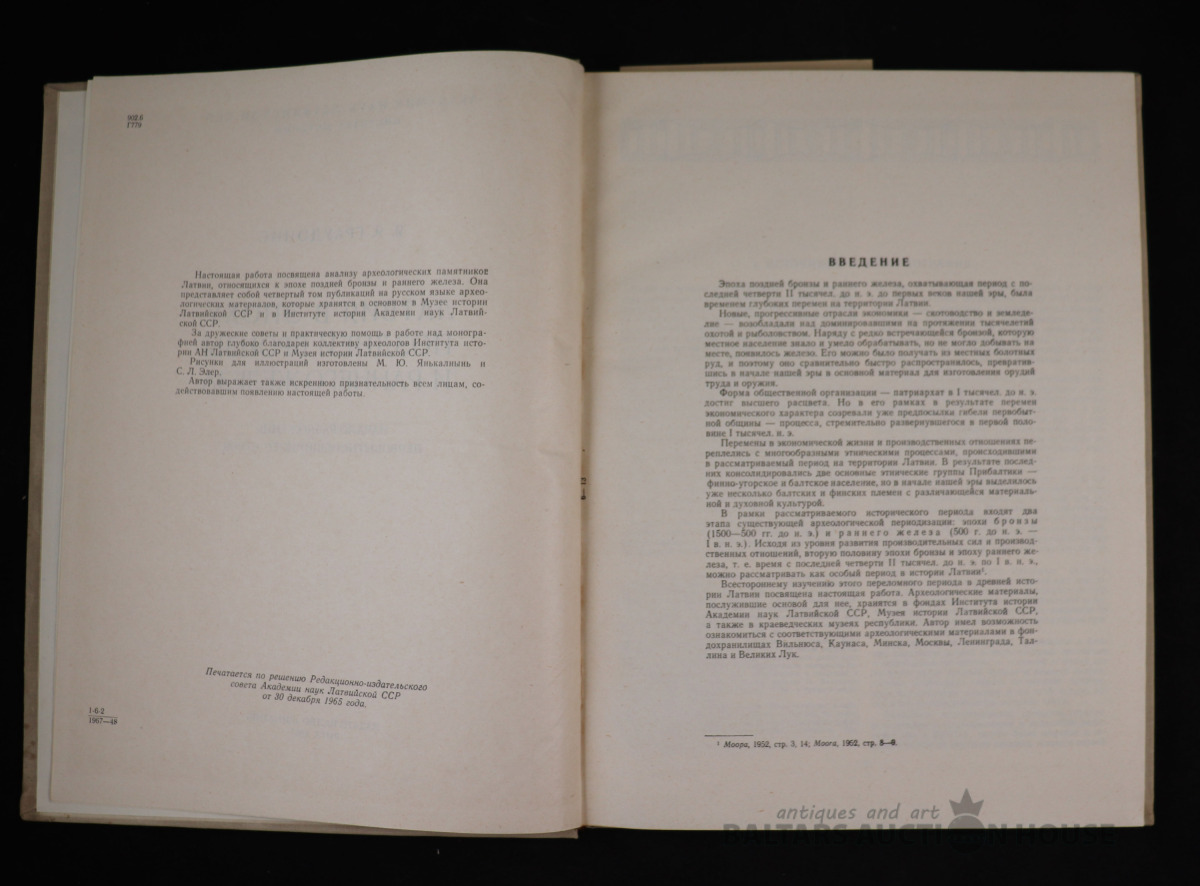 902.6
Г770
Настоящая работа посвящена анализу археологических памятников
Латвии, относящихся к эпохе поздней бронзы и раннего железа. Она
представляет собой четвертый том публикаций на русском языке архео-
логических материалов, которые хранятся в основном в Музее истории
Латвийской ССР и в Институте истории Академии наук Латвий-
ской ССР.
За дружеские советы и практическую помощь в работе над моногра-
фией автор глубоко благодарен коллективу археологов Института исто-
рии АН Латвийской ССР и Музея истории Латвийской ССР.
Рисунки для иллюстраций изготовлены М. Ю. Янькалнинь и
С. Л. Элер.
Автор выражает также искреннюю признательность всем лицам, со-
действовавшим появлению настоящей работы.
Печатается по решению Редакционно-издательского
совета Академии наук Латвийской ССР
от 30 декабря 1965 года.
1-6-2
1967—48
ВВЕДЕНИЕ
Эпоха поздней бронзы и раннего железа, охватывающая период с по-
следней четверти II тысячел. до н. э. до первых веков нашей эры, была
временем глубоких перемен на территории Латвии.
Новые, прогрессивные отрасли экономики — скотоводство и земледе-
лие — возобладали над доминировавшими на протяжении тысячелетий
охотой и рыболовством. Наряду с редко встречающейся бронзой, которую
местное население знало и умело обрабатывать, но не могло добывать на
месте, появилось железо. Его можно было получать из местных болотных
руд, и поэтому оно сравнительно быстро распространилось, превратив-
шись в начале нашей эры в основной материал для изготовления орудий
труда и оружия.
Форма общественной организации — патриархат в I тысячел. до н. э.
достиг высшего расцвета. Но в его рамках в результате перемен
экономического характера созревали уже предпосылки гибели первобыт-
ной общины — процесса, стремительно развернувшегося в первой поло-
вине I тысячел. н. э.
Перемены в экономической жизни и производственных отношениях пе-
реплелись с многообразными этническими процессами, происходившими
в рассматриваемый период на территории Латвии. В результате послед-
них консолидировались две основные этнические группы Прибалтики —
финно-угорское и балтское население, но в начале нашей эры выделилось
уже несколько балтских и финских племен с различающейся материаль-
ной и духовной культурой.
В рамки рассматриваемого исторического периода входят два
этапа существующей археологической периодизации: эпохи бронзы
(1500—500 гг. до н. э.) и раннего железа (500 г. до н. э. —
I в. н. э.). Исходя из уровня развития производительных сил и производ-
ственных отношений, вторую половину эпохи бронзы и эпоху раннего же-
леза, т. е. время с последней четверти II тысячел. до н. э. по I в. н. э.,
можно рассматривать как особый период в истории Латвии¹.
Всестороннему изучению этого переломного периода в древней исто-
рии Латвии посвящена настоящая работа. Археологические материалы,
послужившие основой для нее, хранятся в фондах Института истории
Академии наук Латвийской ССР, Музея истории Латвийской ССР,
а также в краеведческих музеях республики. Автор имел возможность
ознакомиться с соответствующими археологическими материалами в фон-
дохранилищах Вильнюса, Каунаса, Минска, Москвы, Ленинграда, Тал-
лина и Великих Лук.
¹ Моора, 1952, стр. 3, 14; Моога, 1962, стр.
antiques and art
BALTARS AUCTION HOUSE